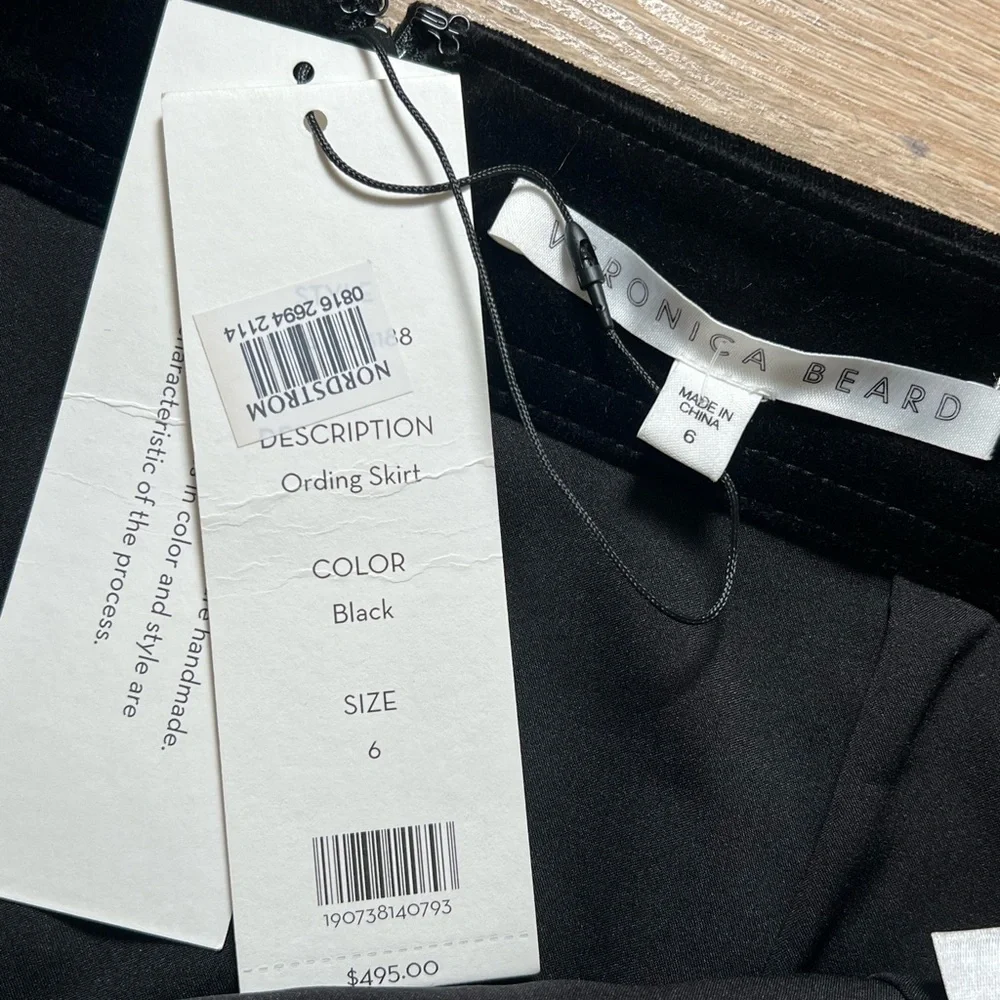 STYLE
88
0816 2694 2114
NORDSTROM
DESCRIPTION
Ording Skirt
COLOR
Black
SIZE
6
190738140793
$495.00
handmade.
in color and style are
characteristic of the process.
VERONICA BEARD
MADE IN
CHINA
6